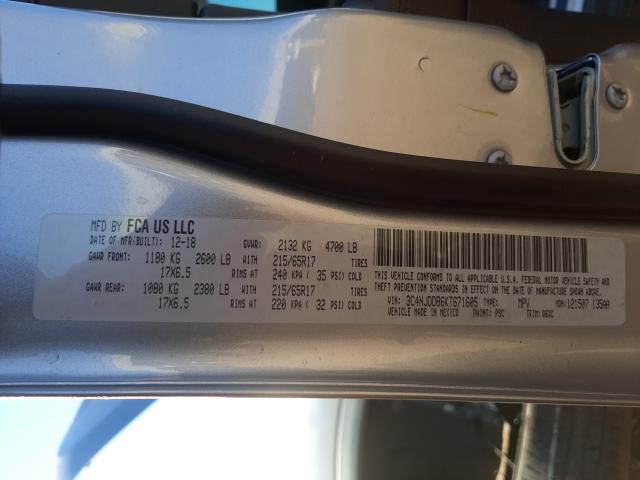 MFD BY FCA US LLC
DATE OF MFR(BUILT): 12-18 GVWR: 2132 KG 4700 LB
GAWR FRONT: 1180 KG 2600 LB WITH 215/65R17 TIRES
17X6.5 RIMS AT 240 KPA ( 35 PSI) COLD
GAWR REAR: 1080 KG 2380 LB WITH 215/65R17 TIRES
17X6.5 RIMS AT 220 KPA ( 32 PSI) COLD
THIS VEHICLE CONFORMS TO ALL APPLICABLE U.S.A. FEDERAL MOTOR VEHICLE SAFETY AND
THEFT PREVENTION STANDARDS IN EFFECT ON THE DATE OF MANUFACTURE SHOWN ABOVE.
VIN: 3C4NJDDB6KT671605 TYPE: MPV MDH: 121507 135AA
VEHICLE MADE IN MEXICO PAINT: PSC TRIM: A6XC